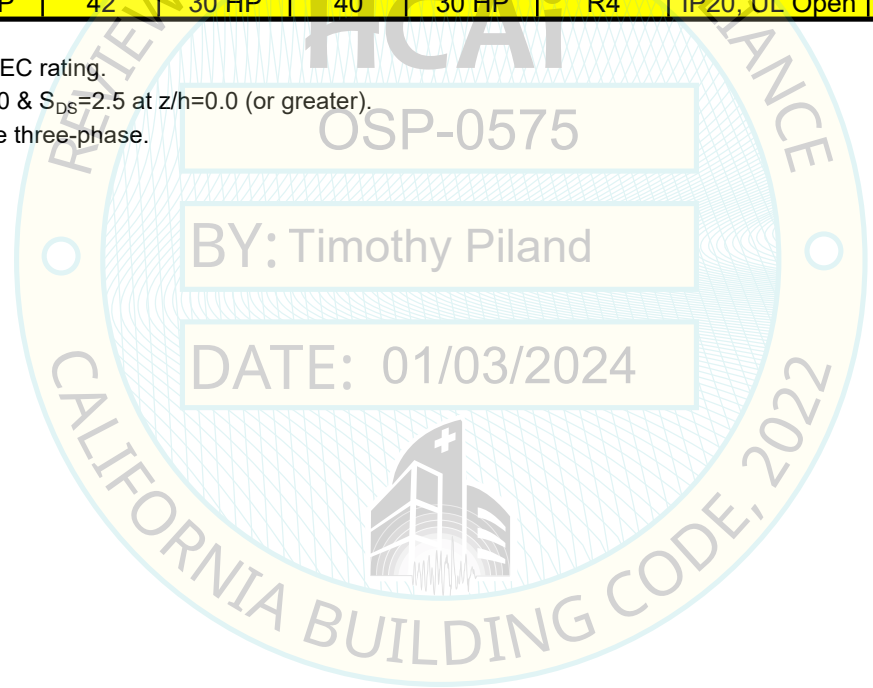 P 42 30 HP 40 30 HP R4 IP20, UL Open
HCAi
EC rating.
0 & S_DS=2.5 at z/h=0.0 (or greater).
e three-phase.
OSP-0575
BY: Timothy Piland
DATE: 01/03/2024
CALIFORNIA BUILDING CODE, 2022